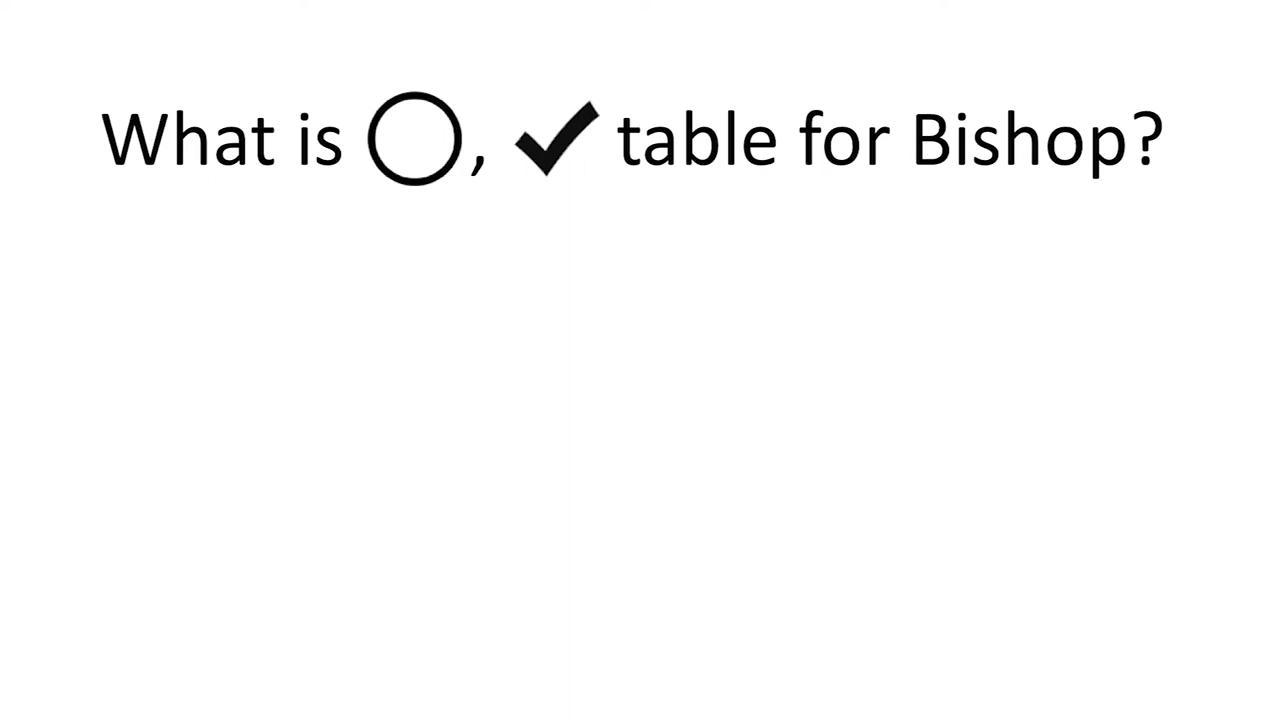 What is ◯, ✔ table for Bishop?